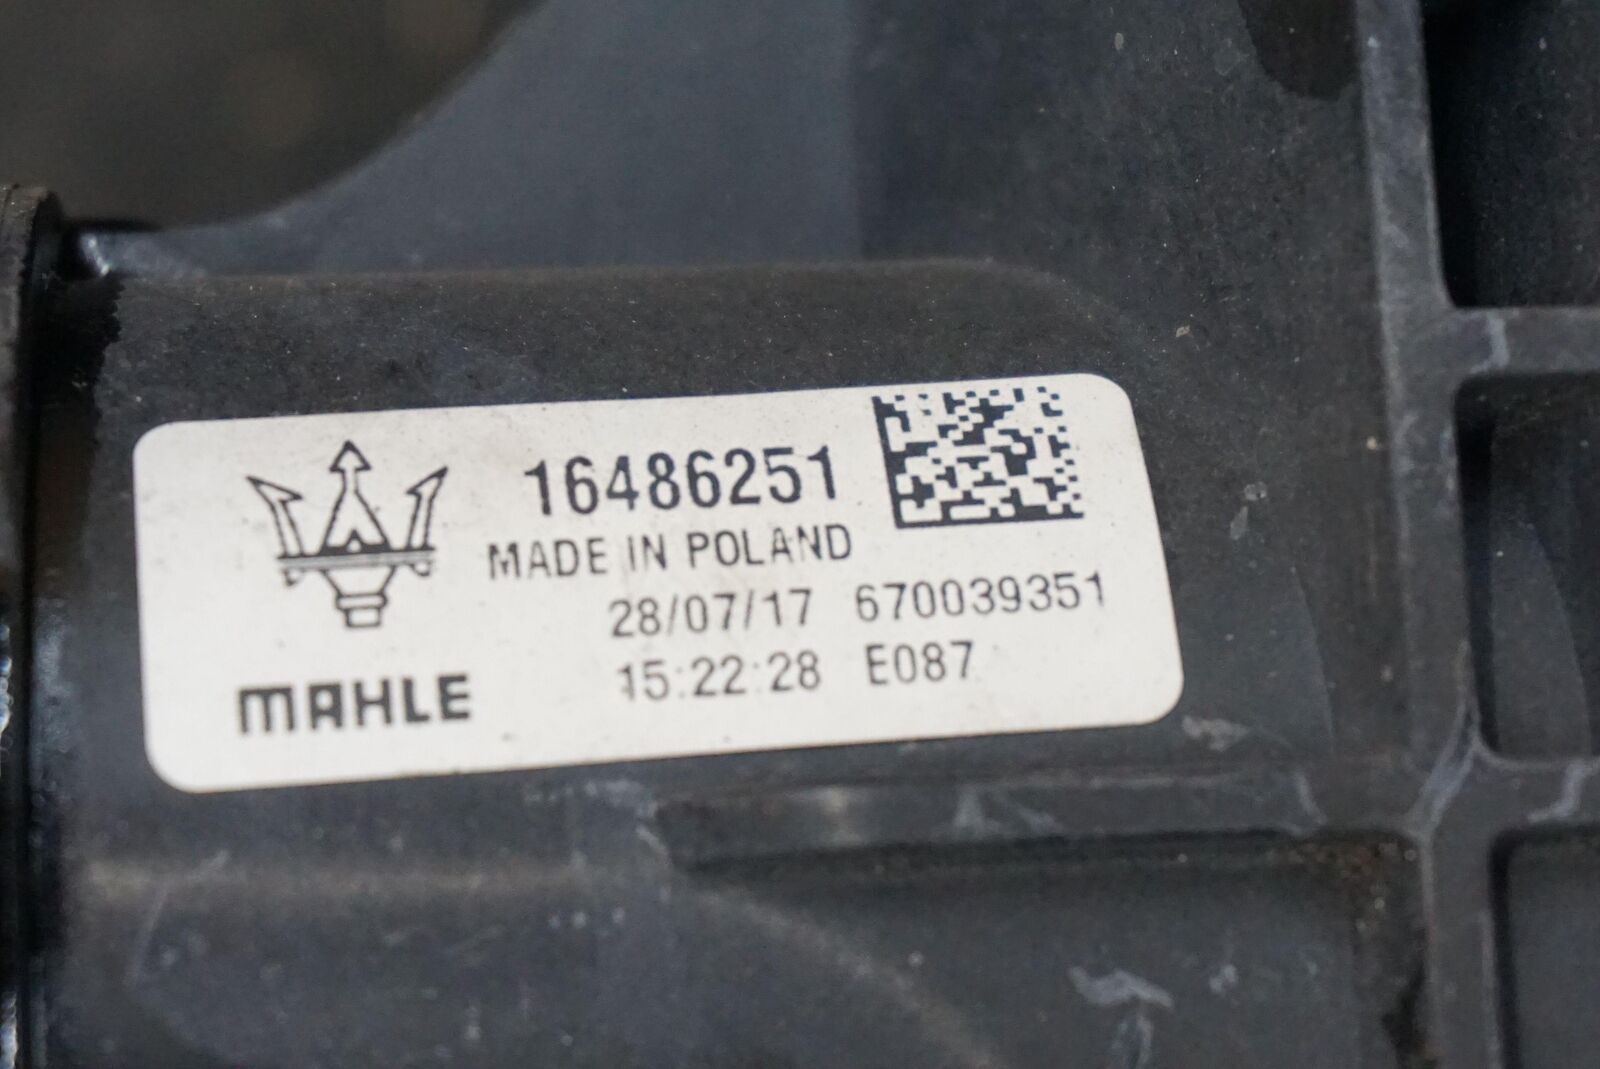 16486251
MADE IN POLAND
28/07/17 670039351
15:22:28 E087
MAHLE